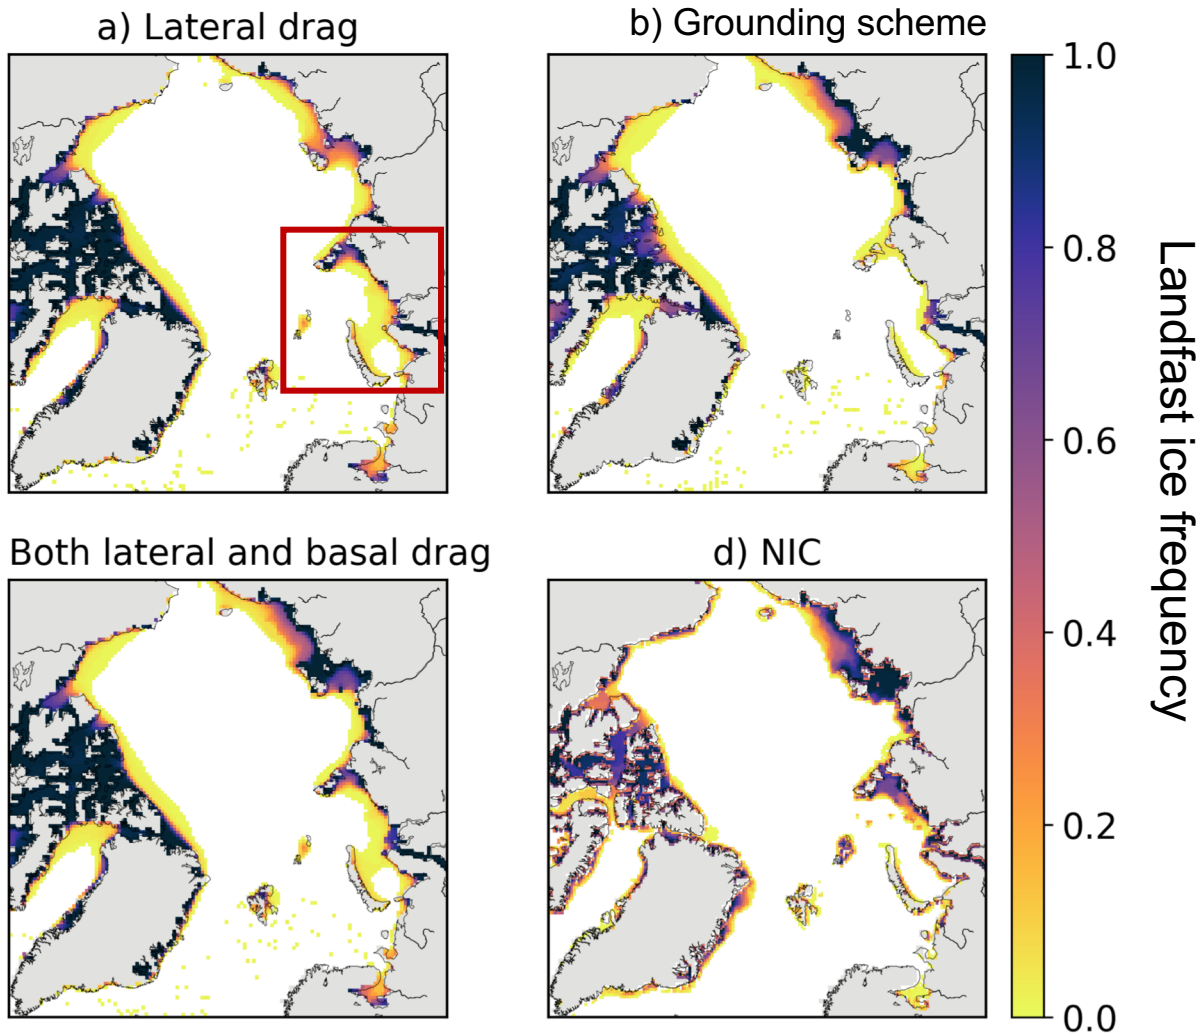 a) Lateral drag
b) Grounding scheme
Both lateral and basal drag
d) NIC
1.0
0.8
0.6
0.4
0.2
0.0
Landfast ice frequency